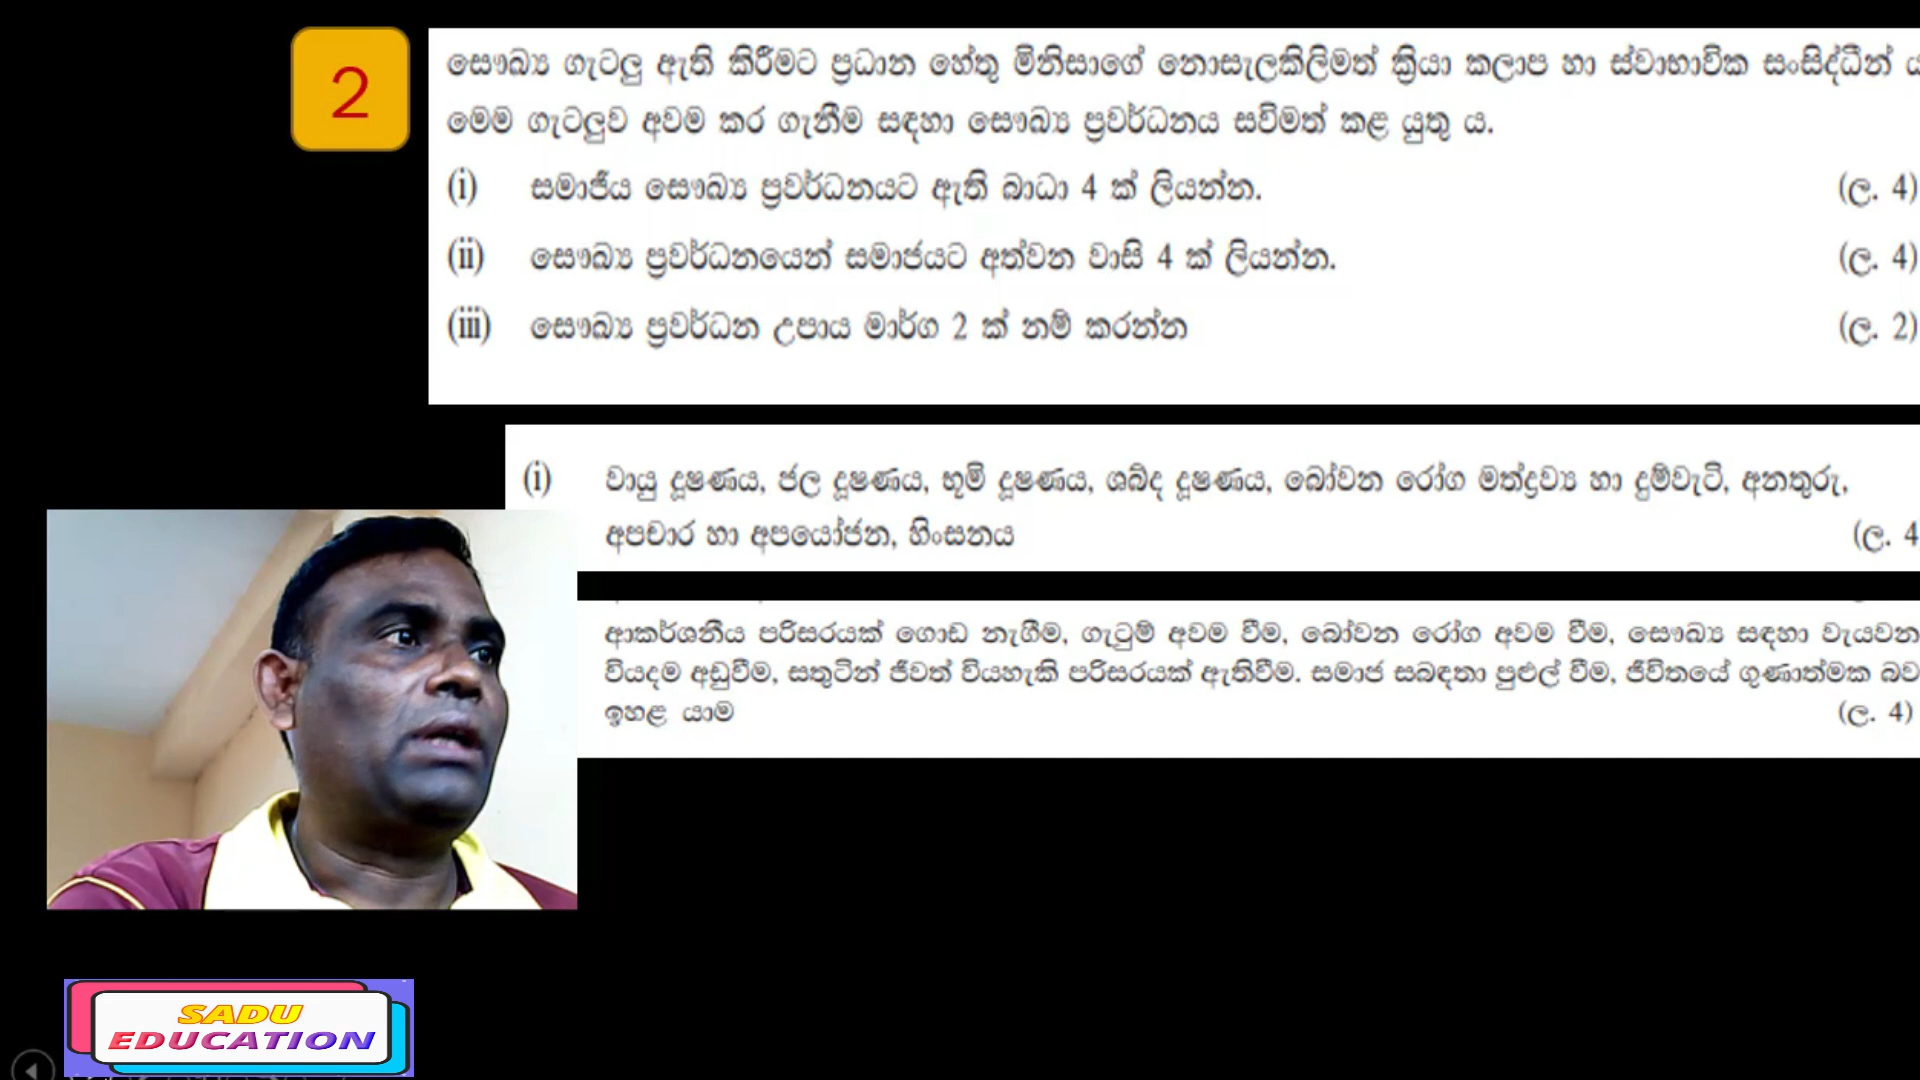 2
සෞඛ්‍ය ගැටලු ඇති කිරීමට ප්‍රධාන හේතු මිනිසාගේ නොසැලකිලිමත් ක්‍රියා කලාප හා ස්වාභාවික සංසිද්ධීන්
මෙම ගැටලුව අවම කර ගැනීම සඳහා සෞඛ්‍ය ප්‍රවර්ධනය සවිමත් කළ යුතු ය.
(i) සමාජීය සෞඛ්‍ය ප්‍රවර්ධනයට ඇති බාධා 4 ක් ලියන්න. (ල. 4)
(ii) සෞඛ්‍ය ප්‍රවර්ධනයෙන් සමාජයට අත්වන වාසි 4 ක් ලියන්න. (ල. 4)
(iii) සෞඛ්‍ය ප්‍රවර්ධන උපාය මාර්ග 2 ක් නම් කරන්න (ල. 2)
(i) වායු දූෂණය, ජල දූෂණය, භූමි දූෂණය, ශබ්ද දූෂණය, බෝවන රෝග මත්ද්‍රව්‍ය හා දුම්වැටි, අනතුරු,
අපචාර හා අපයෝජන, හිංසනය (ල. 4
ආකර්ශනීය පරිසරයක් ගොඩ නැගීම, ගැටුම් අවම වීම, බෝවන රෝග අවම වීම, සෞඛ්‍ය සඳහා වැයවන
වියදම අඩුවීම, සතුටින් ජීවත් වියහැකි පරිසරයක් ඇතිවීම. සමාජ සබඳතා පුළුල් වීම, ජීවිතයේ ගුණාත්මක බව
ඉහළ යාම (ල. 4)
SADU
EDUCATION